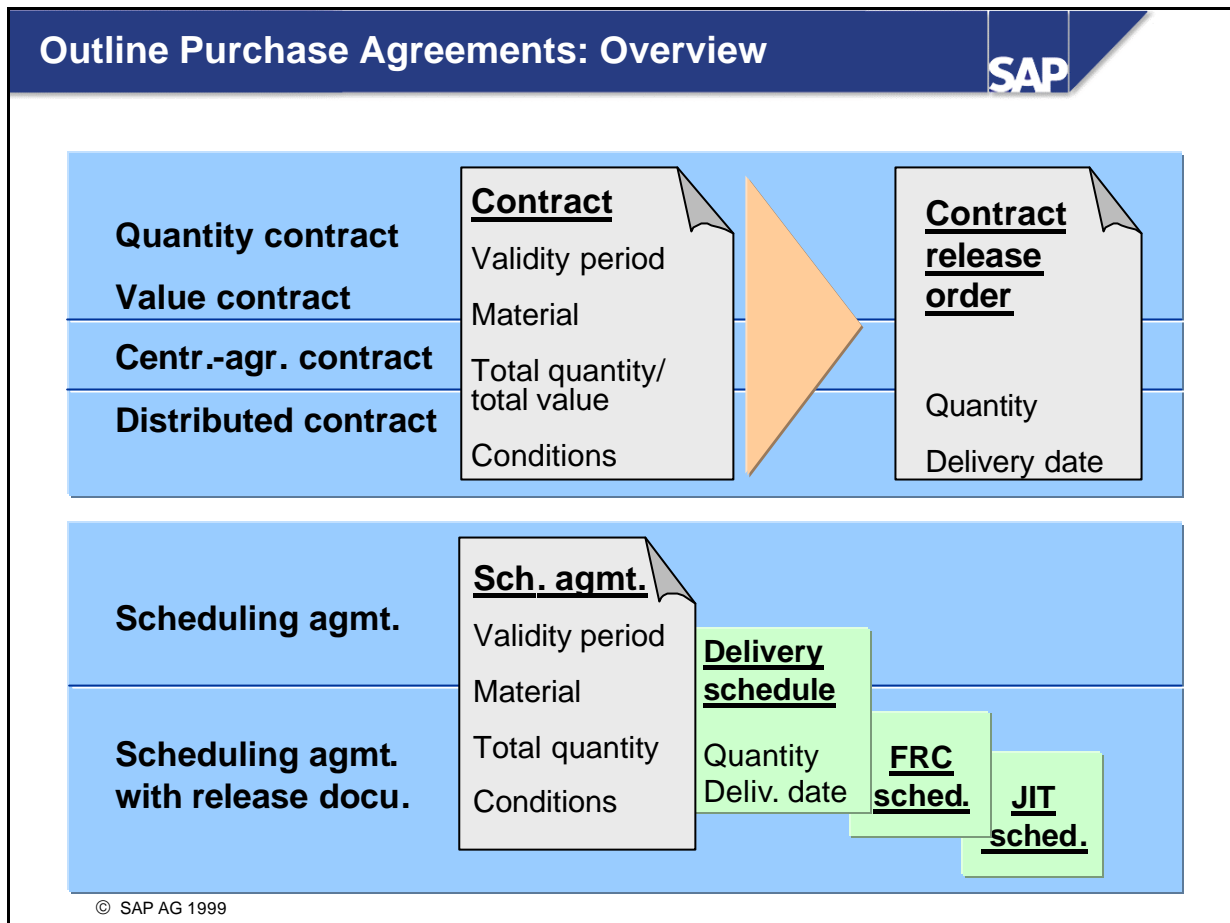 Outline Purchase Agreements: Overview
SAP
Quantity contract
Value contract
Centr.-agr. contract
Distributed contract
Contract
Validity period
Material
Total quantity/
total value
Conditions
Contract
release
order
Quantity
Delivery date
Scheduling agmt.
Scheduling agmt.
with release docu.
Sch. agmt.
Validity period
Material
Total quantity
Conditions
Delivery
schedule
Quantity
Deliv. date
FRC
sched.
JIT
sched.
© SAP AG 1999